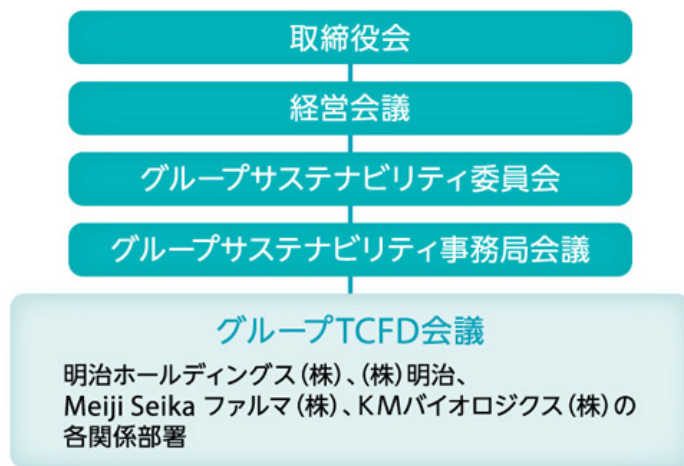 取締役会
経営会議
グループサステナビリティ委員会
グループサステナビリティ事務局会議
グループTCFD会議
明治ホールディングス（株）、（株）明治、
Meiji Seika ファルマ（株）、KMバイオロジクス（株）の
各関係部署